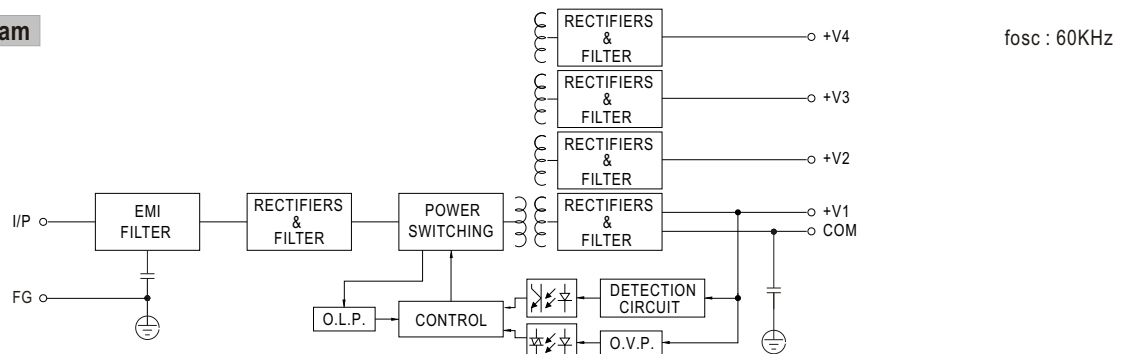 am
fosc : 60KHz
RECTIFIERS
&
FILTER
+V4
RECTIFIERS
&
FILTER
+V3
RECTIFIERS
&
FILTER
+V2
I/P
EMI
FILTER
RECTIFIERS
&
FILTER
POWER
SWITCHING
RECTIFIERS
&
FILTER
+V1
COM
FG
O.L.P.
CONTROL
DETECTION
CIRCUIT
O.V.P.